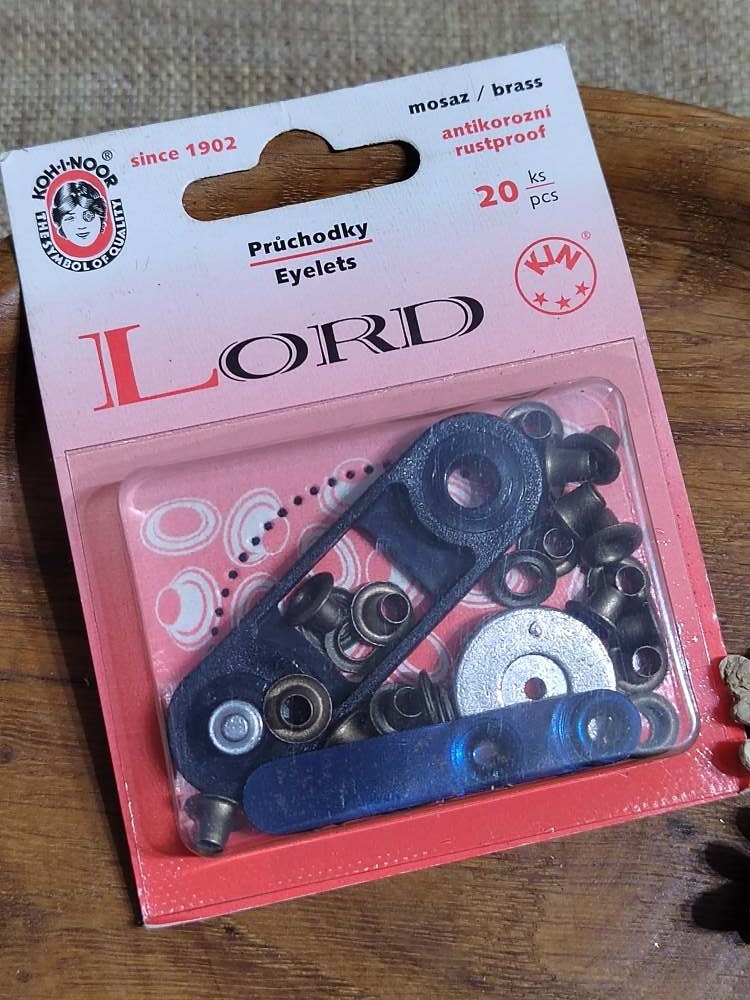 KOH-I-NOOR®
THE SYMBOL OF QUALITY
since 1902
mosaz / brass
antikorozní
rustproof
20 ks
pcs
Průchodky
Eyelets
KIN®
LORD